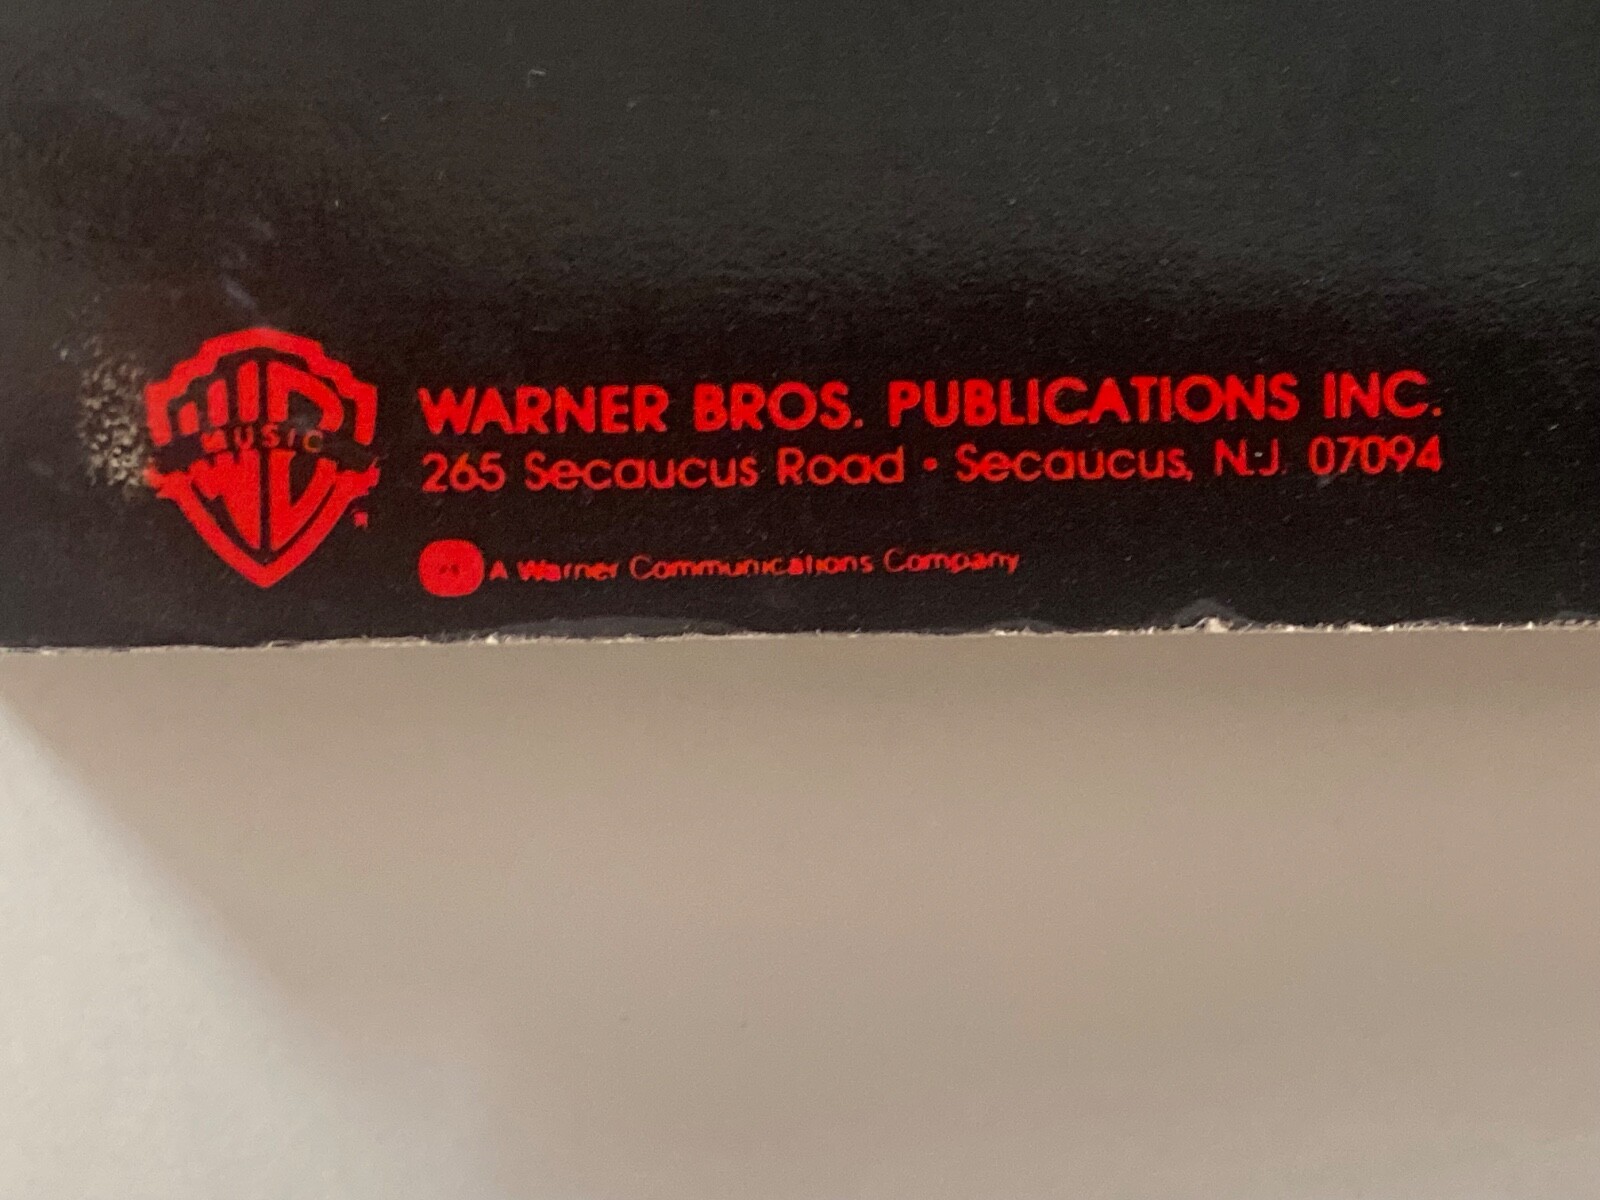 WB
MUSIC
®
WARNER BROS. PUBLICATIONS INC.
265 Secaucus Road • Secaucus, N.J. 07094
A Warner Communications Company